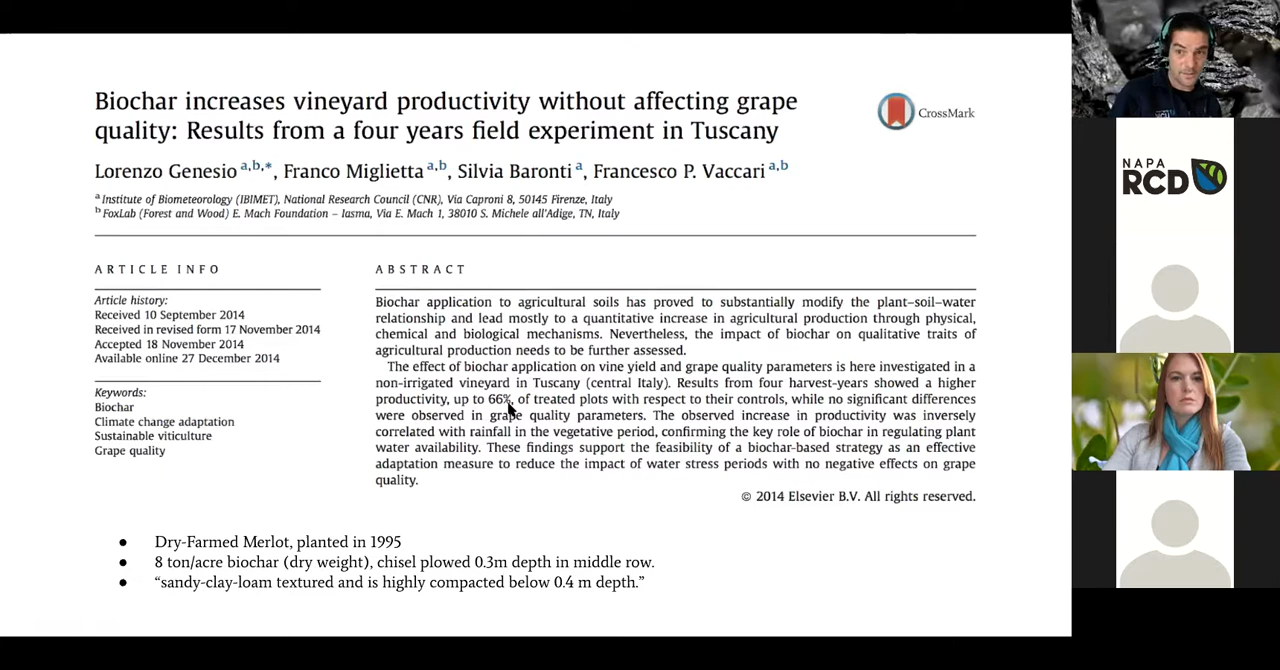 Biochar increases vineyard productivity without affecting grape
quality: Results from a four years field experiment in Tuscany
CrossMark
Lorenzo Genesio a,b,*, Franco Miglietta a,b, Silvia Baronti a, Francesco P. Vaccari a,b
a Institute of Biometeorology (IBIMET), National Research Council (CNR), Via Caproni 8, 50145 Firenze, Italy
b FoxLab (Forest and Wood) E. Mach Foundation – Iasma, Via E. Mach 1, 38010 S. Michele all'Adige, TN, Italy
ARTICLE INFO
Article history:
Received 10 September 2014
Received in revised form 17 November 2014
Accepted 18 November 2014
Available online 27 December 2014
Keywords:
Biochar
Climate change adaptation
Sustainable viticulture
Grape quality
ABSTRACT
Biochar application to agricultural soils has proved to substantially modify the plant–soil–water
relationship and lead mostly to a quantitative increase in agricultural production through physical,
chemical and biological mechanisms. Nevertheless, the impact of biochar on qualitative traits of
agricultural production needs to be further assessed.
The effect of biochar application on vine yield and grape quality parameters is here investigated in a
non-irrigated vineyard in Tuscany (central Italy). Results from four harvest-years showed a higher
productivity, up to 66%, of treated plots with respect to their controls, while no significant differences
were observed in grape quality parameters. The observed increase in productivity was inversely
correlated with rainfall in the vegetative period, confirming the key role of biochar in regulating plant
water availability. These findings support the feasibility of a biochar-based strategy as an effective
adaptation measure to reduce the impact of water stress periods with no negative effects on grape
quality.
© 2014 Elsevier B.V. All rights reserved.
● Dry-Farmed Merlot, planted in 1995
● 8 ton/acre biochar (dry weight), chisel plowed 0.3m depth in middle row.
● “sandy-clay-loam textured and is highly compacted below 0.4 m depth.”
NAPA
RCD